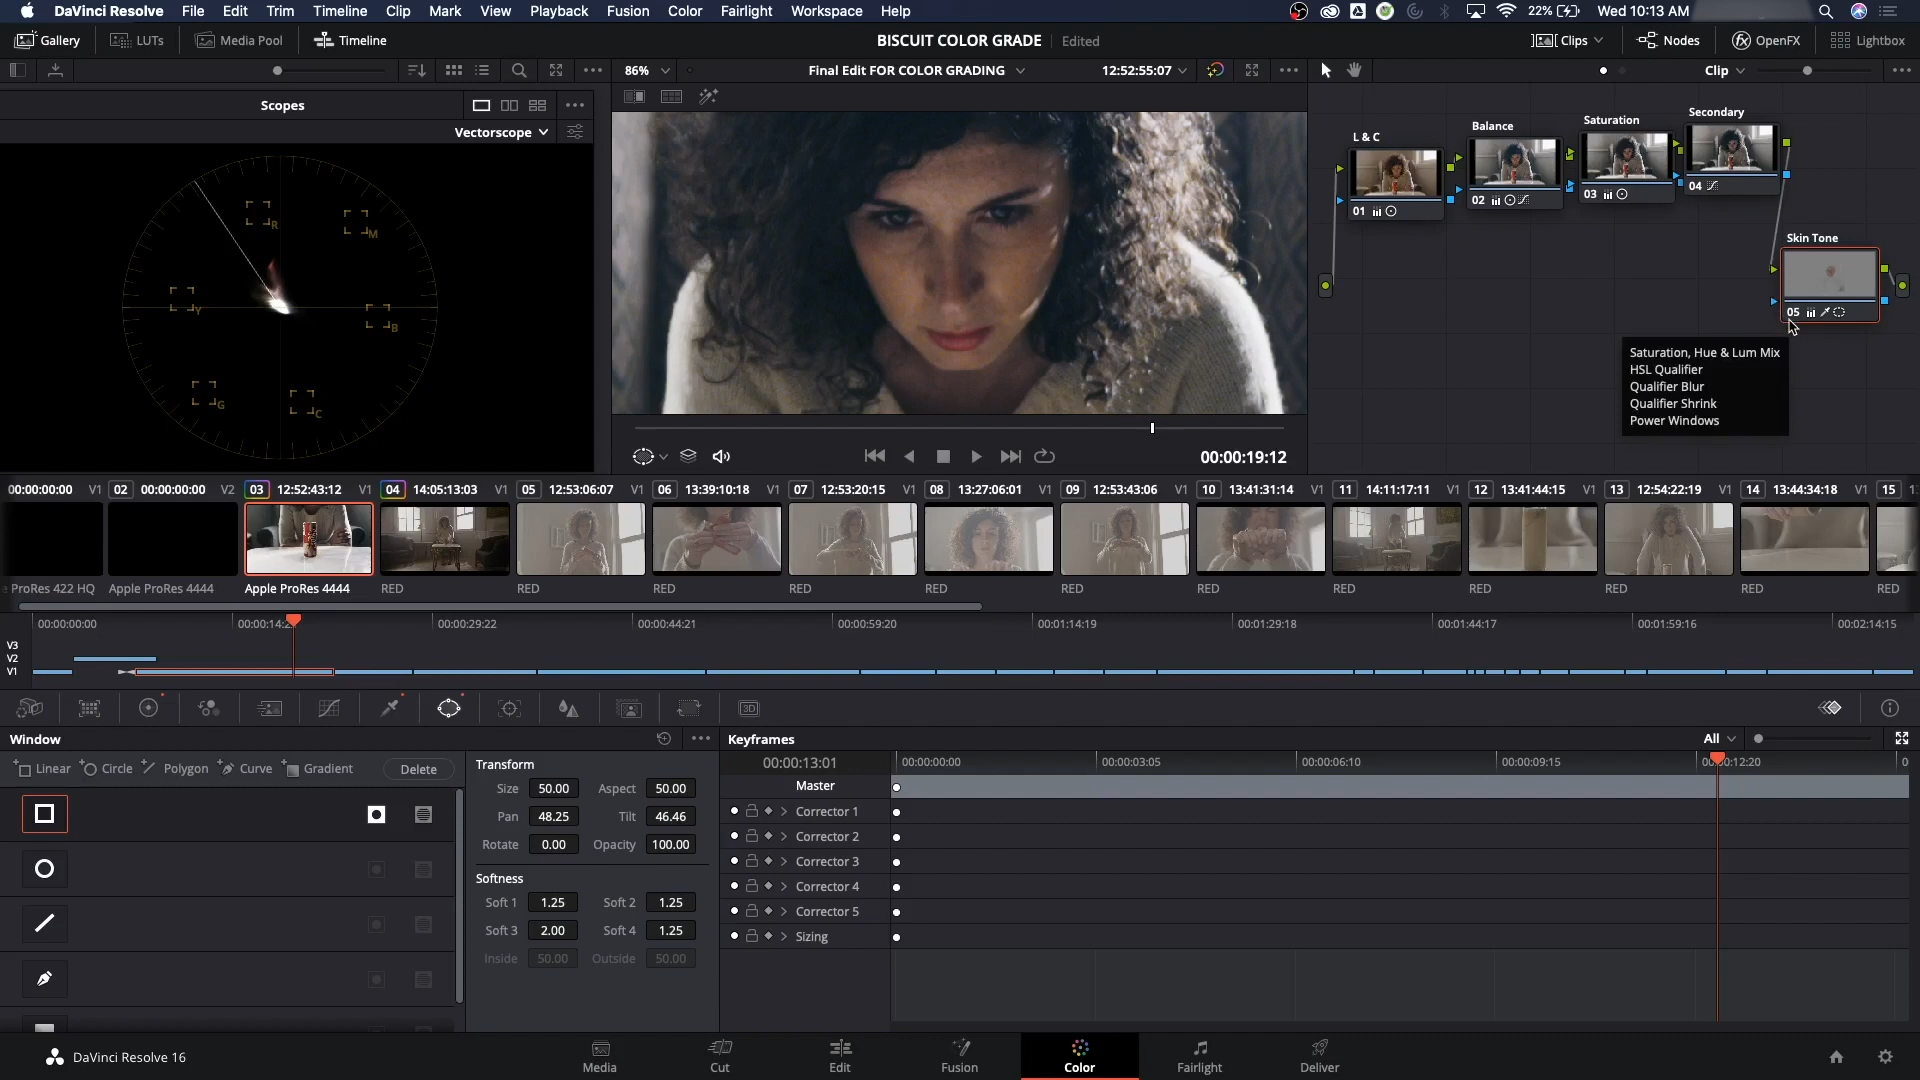 DaVinci Resolve File Edit Trim Timeline Clip Mark View Playback Fusion Color Fairlight Workspace Help 22% Wed 10:13 AM
Gallery LUTs Media Pool Timeline BISCUIT COLOR GRADE Edited Clips Nodes OpenFX Lightbox
86% Final Edit FOR COLOR GRADING 12:52:55:07 Clip
Scopes
Vectorscope
R
M
Y
B
G
C
L & C
Balance
Saturation
Secondary
01
02
03
04
Skin Tone
05
Saturation, Hue & Lum Mix
HSL Qualifier
Qualifier Blur
Qualifier Shrink
Power Windows
00:00:19:12
00:00:00:00 V1 02 00:00:00:00 V2 03 12:52:43:12 V1 04 14:05:13:03 V1 05 12:53:06:07 V1 06 13:39:10:18 V1 07 12:53:20:15 V1 08 13:27:06:01 V1 09 12:53:43:06 V1 10 13:41:31:14 V1 11 14:11:17:11 V1 12 13:41:44:15 V1 13 12:54:22:19 V1 14 13:44:34:18 V1 15
ProRes 422 HQ Apple ProRes 4444 Apple ProRes 4444 RED RED RED RED RED RED RED RED RED RED RED RED
00:00:00:00 00:00:14:2 00:00:29:22 00:00:44:21 00:00:59:20 00:01:14:19 00:01:29:18 00:01:44:17 00:01:59:16 00:02:14:15
V3
V2
V1
3D
Window
Linear Circle Polygon Curve Gradient Delete
Transform
Size 50.00 Aspect 50.00
Pan 48.25 Tilt 46.46
Rotate 0.00 Opacity 100.00
Softness
Soft 1 1.25 Soft 2 1.25
Soft 3 2.00 Soft 4 1.25
Inside 50.00 Outside 50.00
Keyframes All
00:00:13:01 00:00:00:00 00:00:03:05 00:00:06:10 00:00:09:15 00:00:12:20 0
Master
Corrector 1
Corrector 2
Corrector 3
Corrector 4
Corrector 5
Sizing
DaVinci Resolve 16 Media Cut Edit Fusion Color Fairlight Deliver